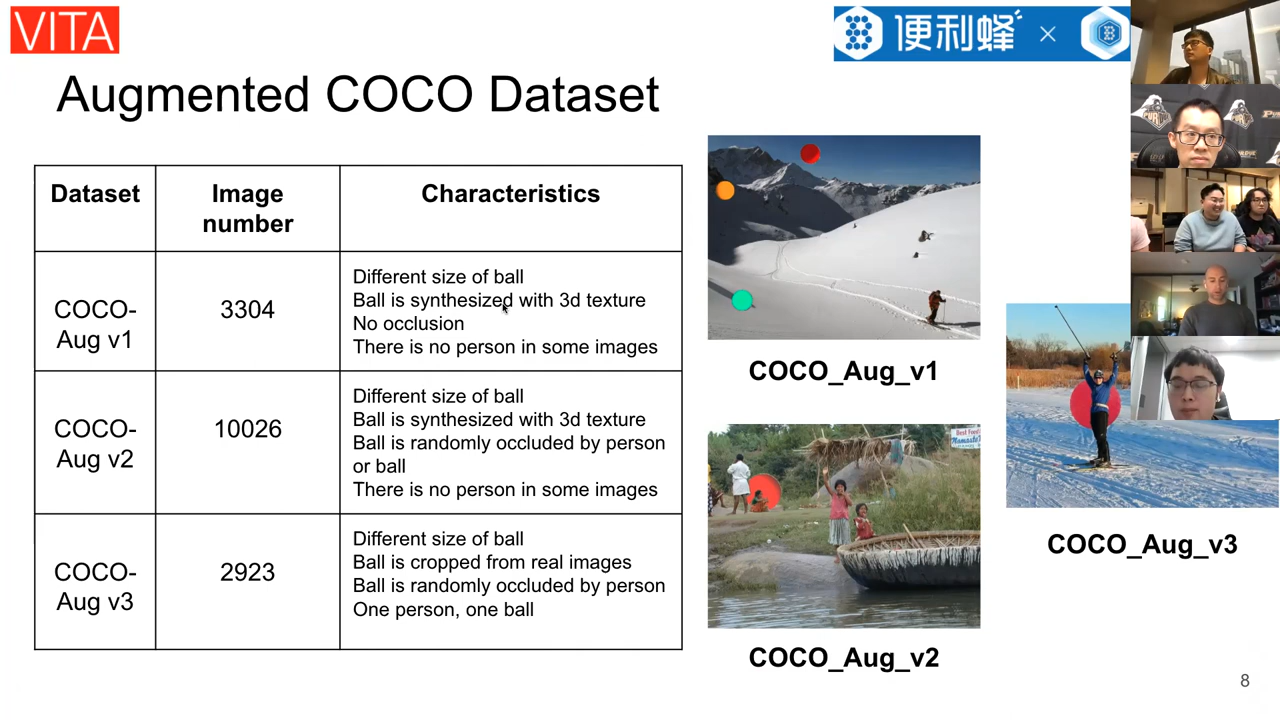 VITA
便利蜂 ×
Augmented COCO Dataset
Dataset
Image number
Characteristics
COCO-Aug v1
3304
Different size of ball
Ball is synthesized with 3d texture
No occlusion
There is no person in some images
COCO-Aug v2
10026
Different size of ball
Ball is synthesized with 3d texture
Ball is randomly occluded by person
or ball
There is no person in some images
COCO-Aug v3
2923
Different size of ball
Ball is cropped from real images
Ball is randomly occluded by person
One person, one ball
COCO_Aug_v1
COCO_Aug_v2
COCO_Aug_v3
8